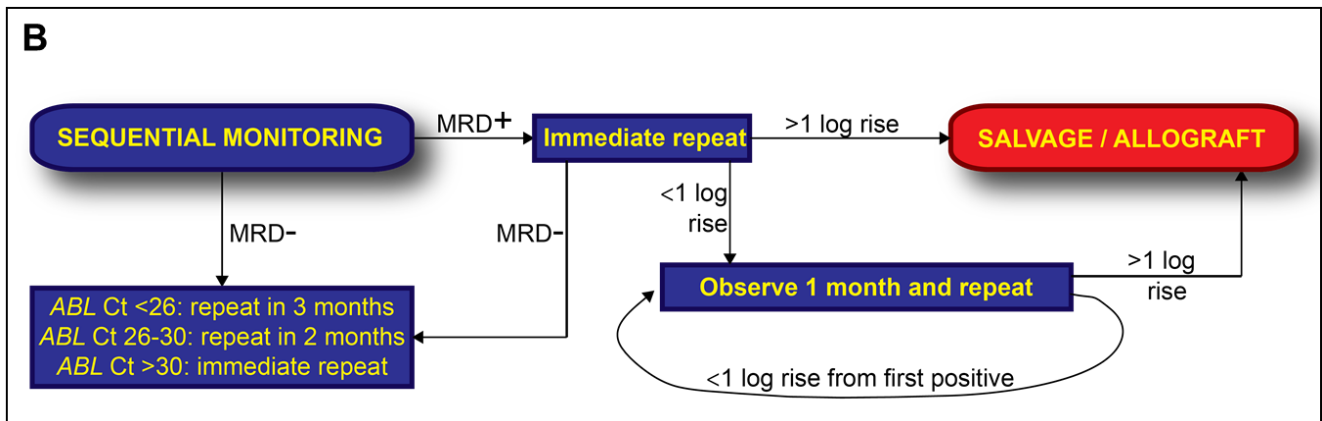 B
SEQUENTIAL MONITORING
MRD+
Immediate repeat
>1 log rise
SALVAGE / ALLOGRAFT
MRD-
MRD-
<1 log
rise
Observe 1 month and repeat
>1 log
rise
ABL Ct <26: repeat in 3 months
ABL Ct 26-30: repeat in 2 months
ABL Ct >30: immediate repeat
<1 log rise from first positive